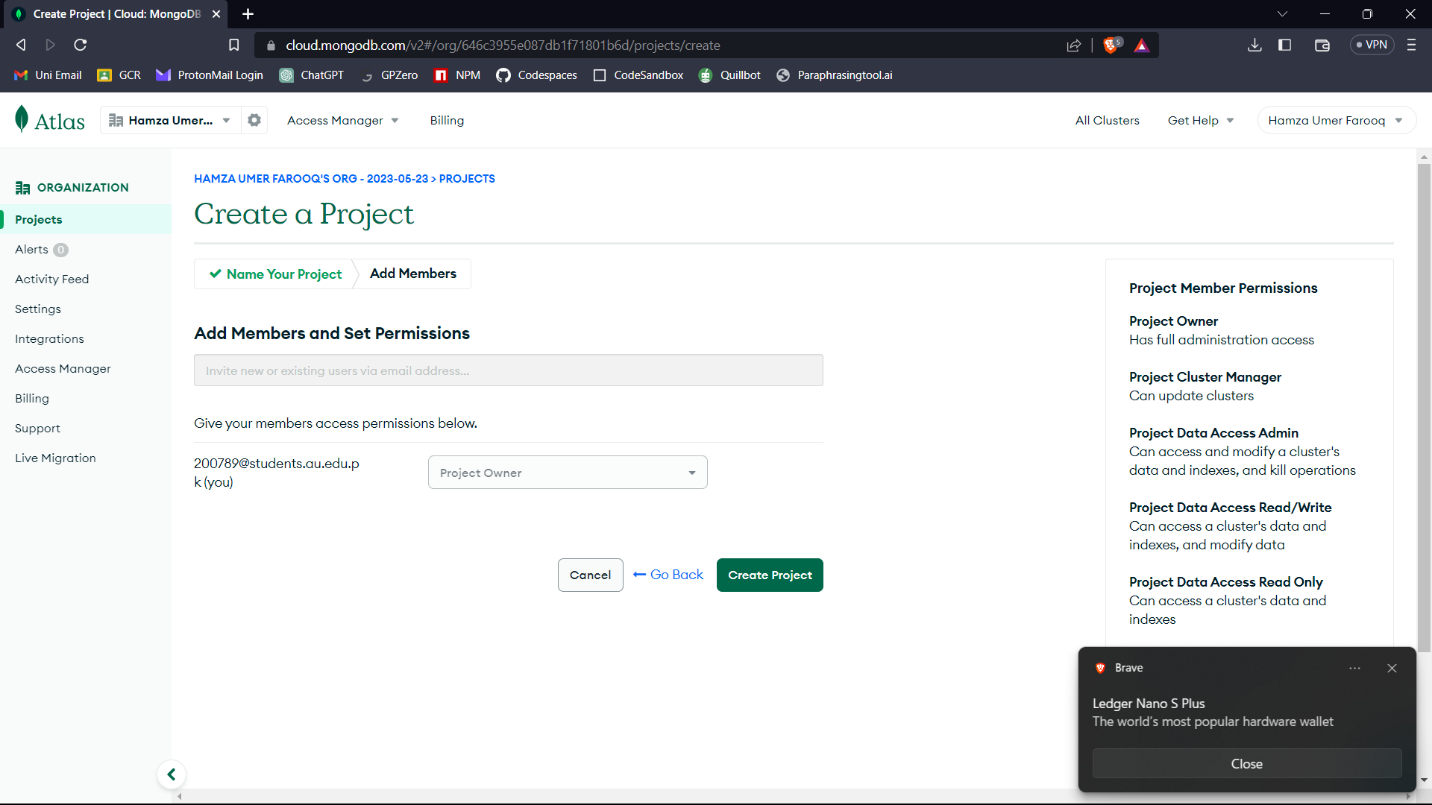 Create Project | Cloud: MongoDB
cloud.mongodb.com/v2#/org/646c3955e087db1f71801b6d/projects/create
5
VPN
Uni Email
GCR
ProtonMail Login
ChatGPT
GPZero
NPM
Codespaces
CodeSandbox
Quillbot
Paraphrasingtool.ai
Atlas
Hamza Umer...
Access Manager
Billing
All Clusters
Get Help
Hamza Umer Farooq
ORGANIZATION
Projects
Alerts 0
Activity Feed
Settings
Integrations
Access Manager
Billing
Support
Live Migration
HAMZA UMER FAROOQ'S ORG - 2023-05-23 > PROJECTS
Create a Project
Name Your Project
Add Members
Add Members and Set Permissions
Invite new or existing users via email address...
Give your members access permissions below.
200789@students.au.edu.p
k (you)
Project Owner
Cancel
Go Back
Create Project
Project Member Permissions
Project Owner
Has full administration access
Project Cluster Manager
Can update clusters
Project Data Access Admin
Can access and modify a cluster's
data and indexes, and kill operations
Project Data Access Read/Write
Can access a cluster's data and
indexes, and modify data
Project Data Access Read Only
Can access a cluster's data and
indexes
Brave
Ledger Nano S Plus
The world's most popular hardware wallet
Close